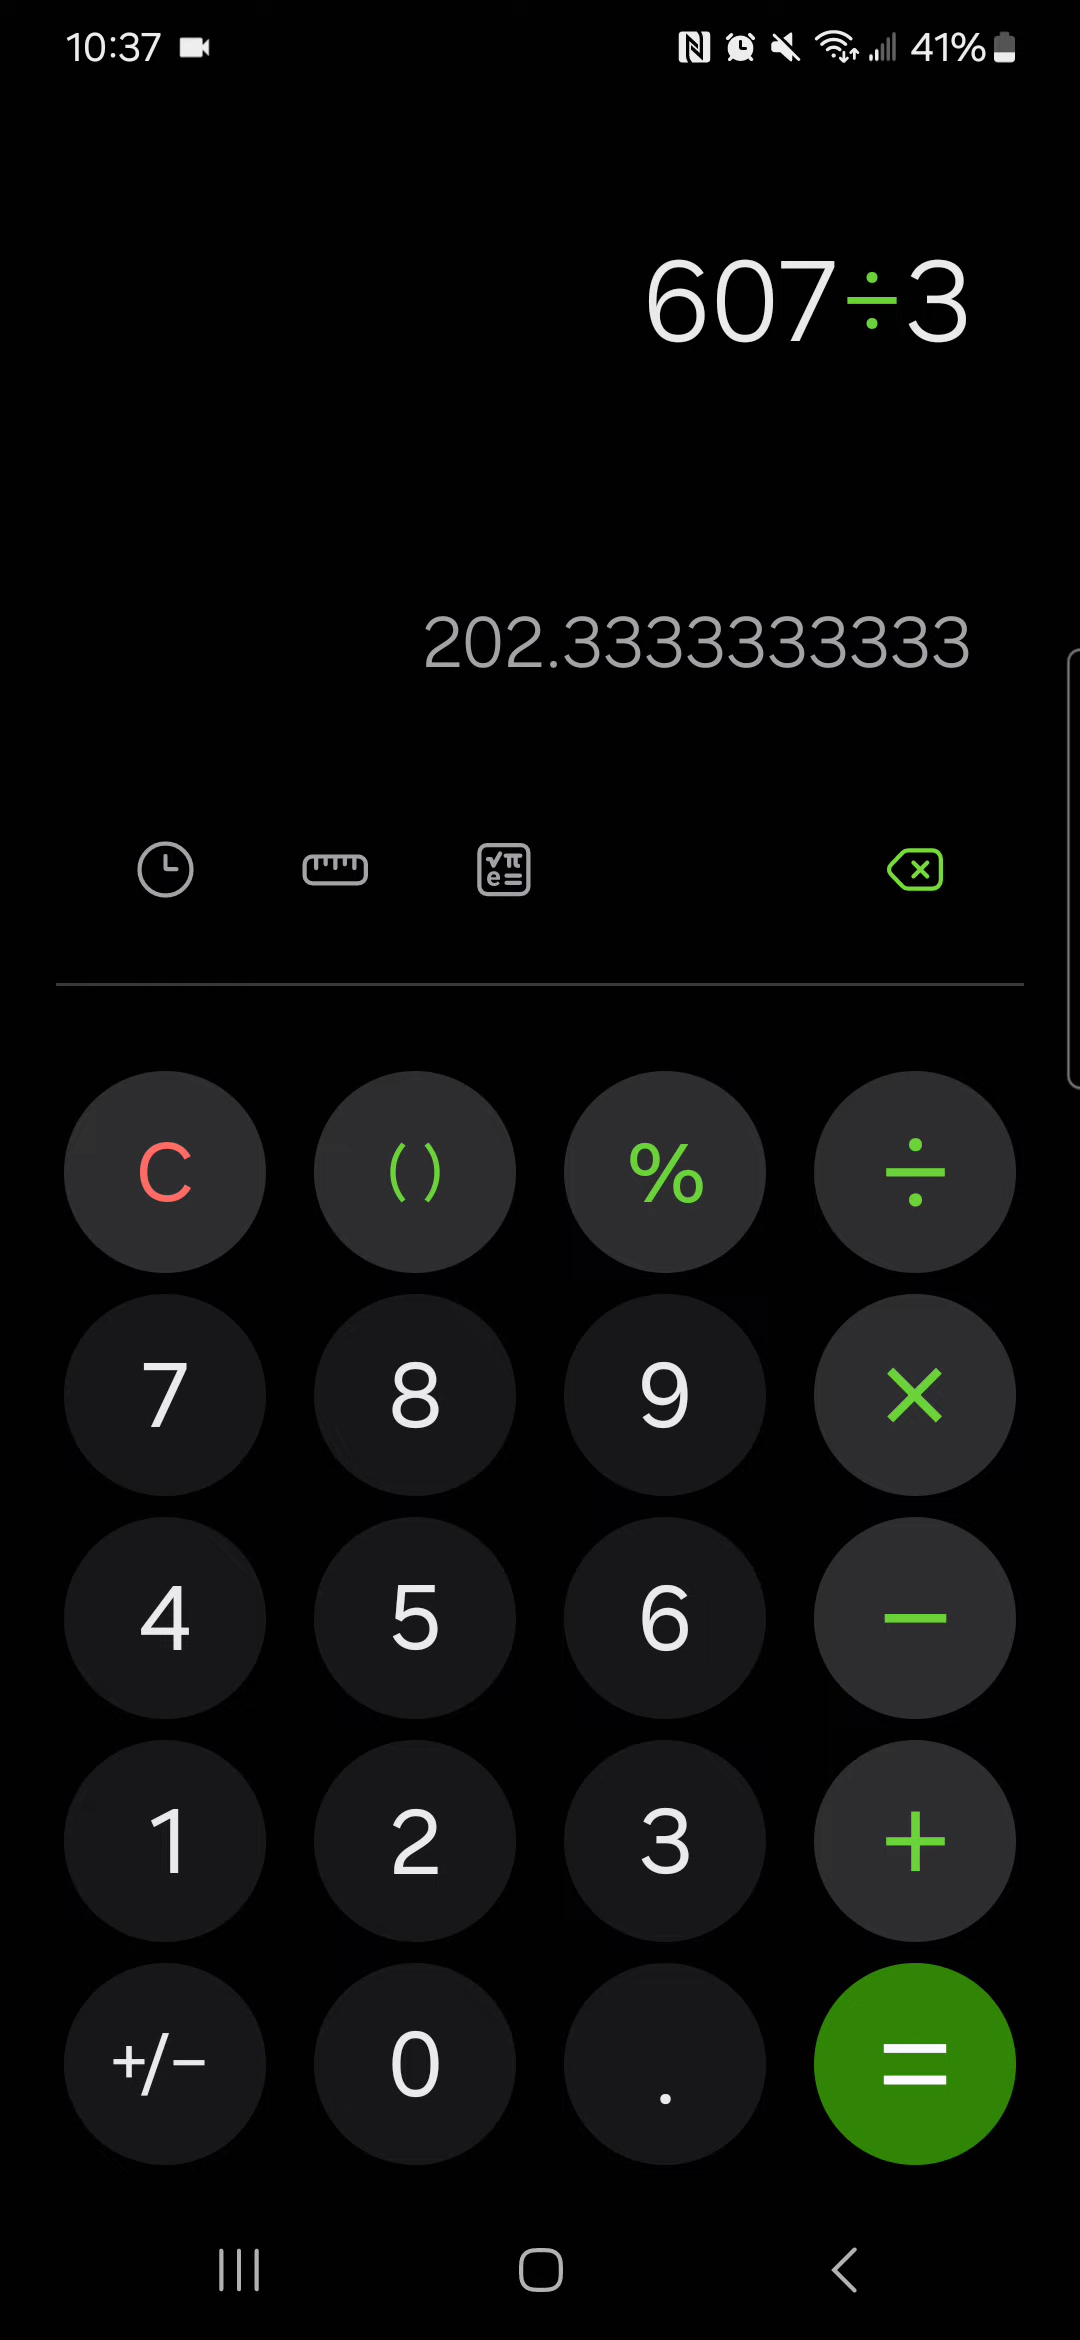 10:37 41%
607÷3
202.3333333333
√π
e=
C ( ) % ÷
7 8 9 ×
4 5 6 −
1 2 3 +
+/− 0 . =